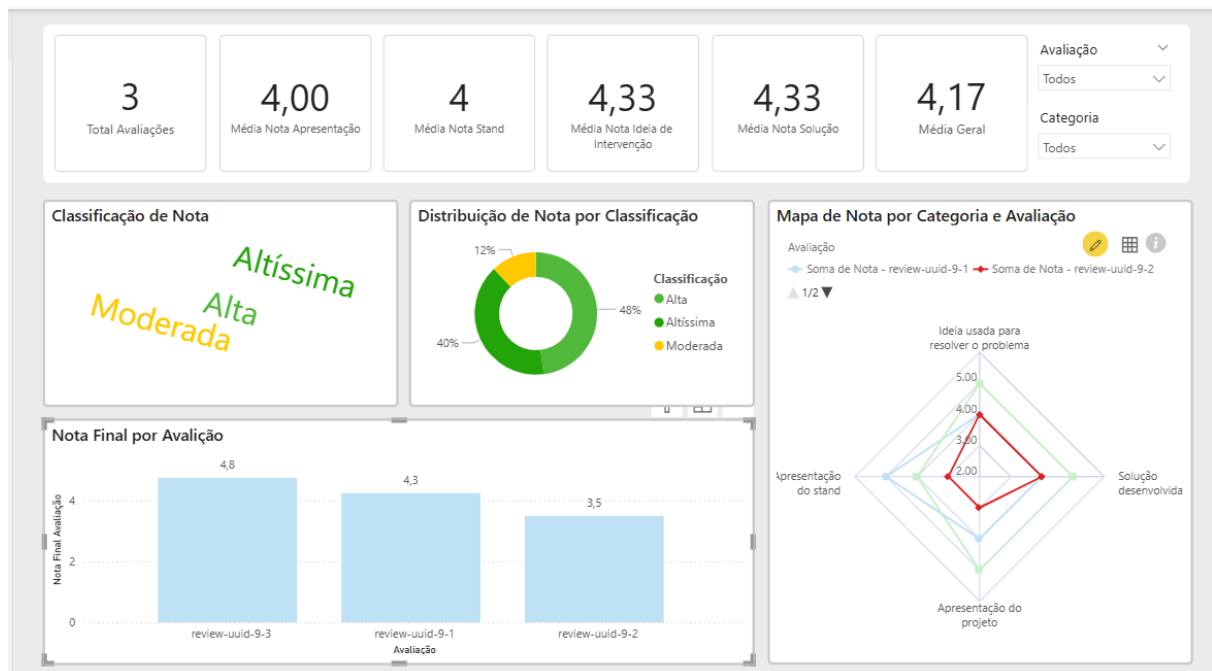 3
Total Avaliações
4,00
Média Nota Apresentação
4
Média Nota Stand
4,33
Média Nota Ideia de
Intervenção
4,33
Média Nota Solução
4,17
Média Geral
Avaliação
Todos
Categoria
Todos
Classificação de Nota
Altíssima
Alta
Moderada
Distribuição de Nota por Classificação
12%
48%
40%
Classificação
Alta
Altíssima
Moderada
Mapa de Nota por Categoria e Avaliação
Avaliação
Soma de Nota - review-uuid-9-1
Soma de Nota - review-uuid-9-2
1/2
Ideia usada para
resolver o problema
5.00
4.00
3.00
2.00
Apresentação
do stand
Solução
desenvolvida
Apresentação do
projeto
Nota Final por Avalição
Nota Final Avaliação
4
2
0
4,8
4,3
3,5
review-uuid-9-3
review-uuid-9-1
review-uuid-9-2
Avaliação